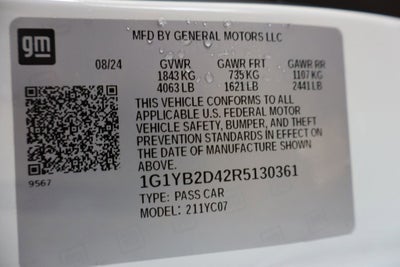 gm
MFD BY GENERAL MOTORS LLC
08/24 GVWR GAWR FRT GAWR RR
1843 KG 735 KG 1107 KG
4063 LB 1621 LB 2441 LB
THIS VEHICLE CONFORMS TO ALL
APPLICABLE U.S. FEDERAL MOTOR
VEHICLE SAFETY, BUMPER, AND THEFT
PREVENTION STANDARDS IN EFFECT ON
THE DATE OF MANUFACTURE SHOWN
ABOVE.
9567
1G1YB2D42R5130361
TYPE: PASS CAR
MODEL: 211YC07